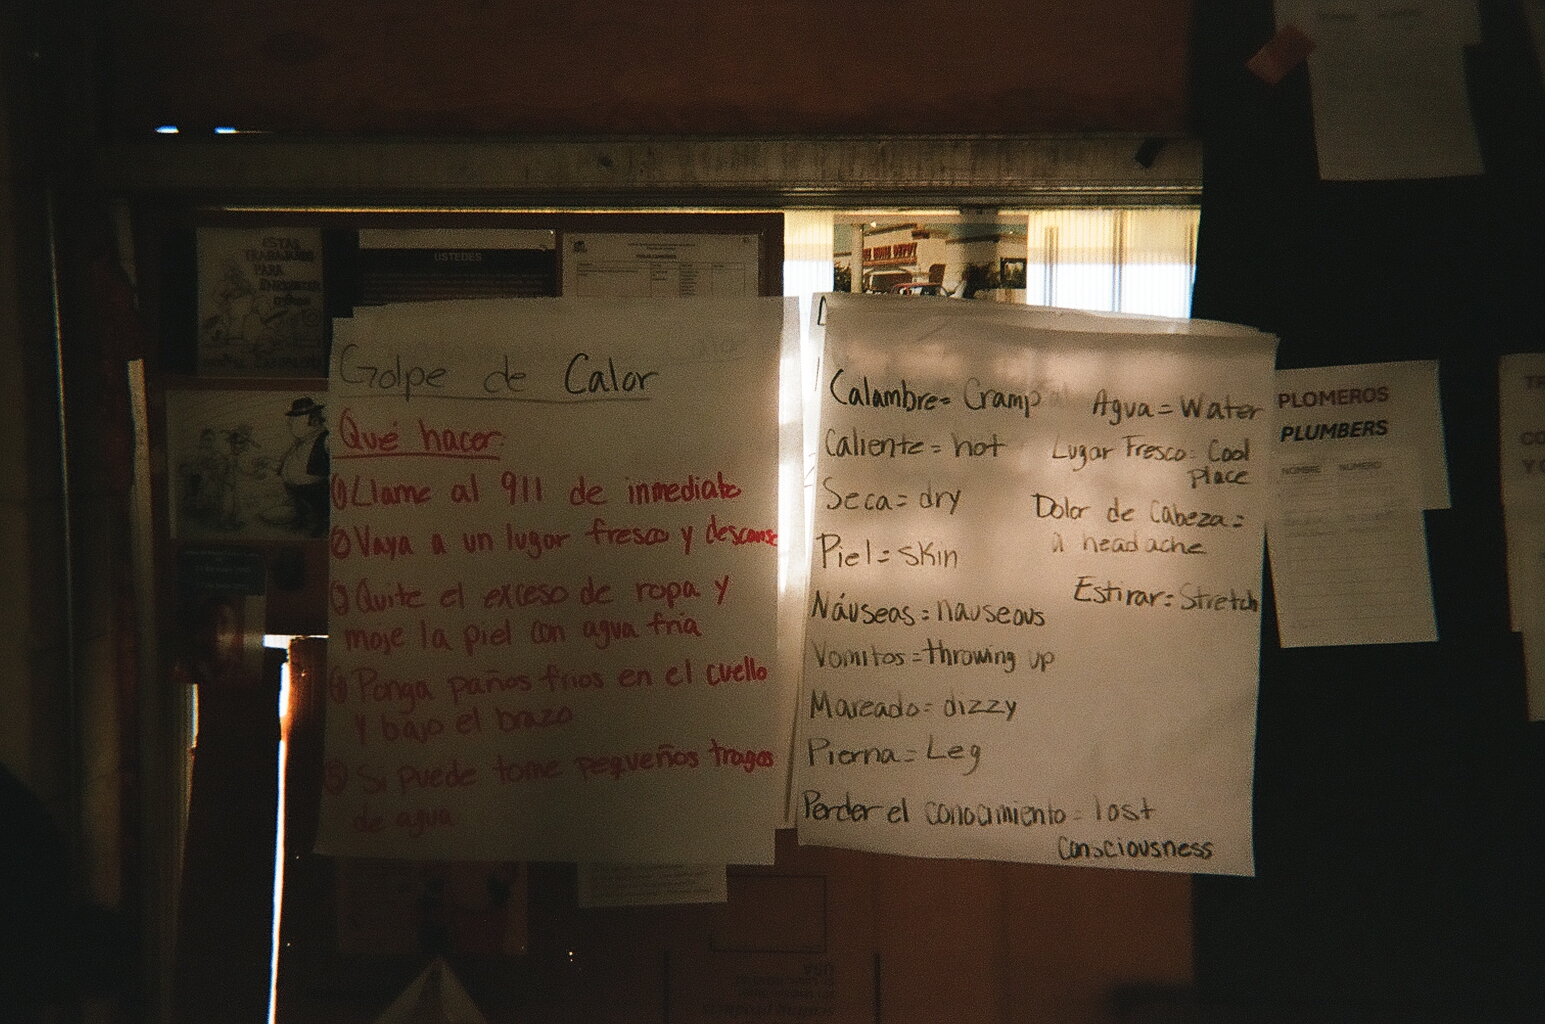 ESTAS
TRABAJANDO
PARA
USTEDES
Golpe de Calor
Qué hacer:
① Llame al 911 de inmediato
② Vaya a un lugar fresco y descanse
③ Quite el exceso de ropa y
moje la piel con agua fria
④ Ponga paños frios en el cuello
y bajo el brazo
⑤ Si puede tome pequeños tragos
de agua
Calambre = Cramp
Caliente = hot
Seca = dry
Piel = skin
Náuseas = nauseous
Vomitos = throwing up
Mareado = dizzy
Pierna = Leg
Perder el conocimiento = lost
consciousness
Agua = Water
Lugar Fresco = Cool
place
Dolor de Cabeza =
a headache
Estirar = Stretch
PLOMEROS
PLUMBERS
NOMBRE NUMERO